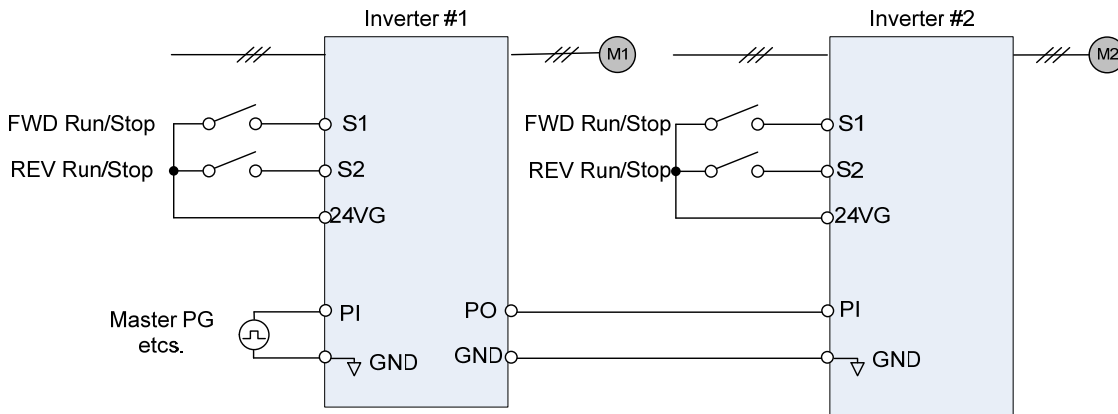 Inverter #1
Inverter #2
M1
M2
FWD Run/Stop
S1
FWD Run/Stop
S1
REV Run/Stop
S2
REV Run/Stop
S2
24VG
24VG
Master PG
etcs.
PI
PO
PI
GND
GND
GND